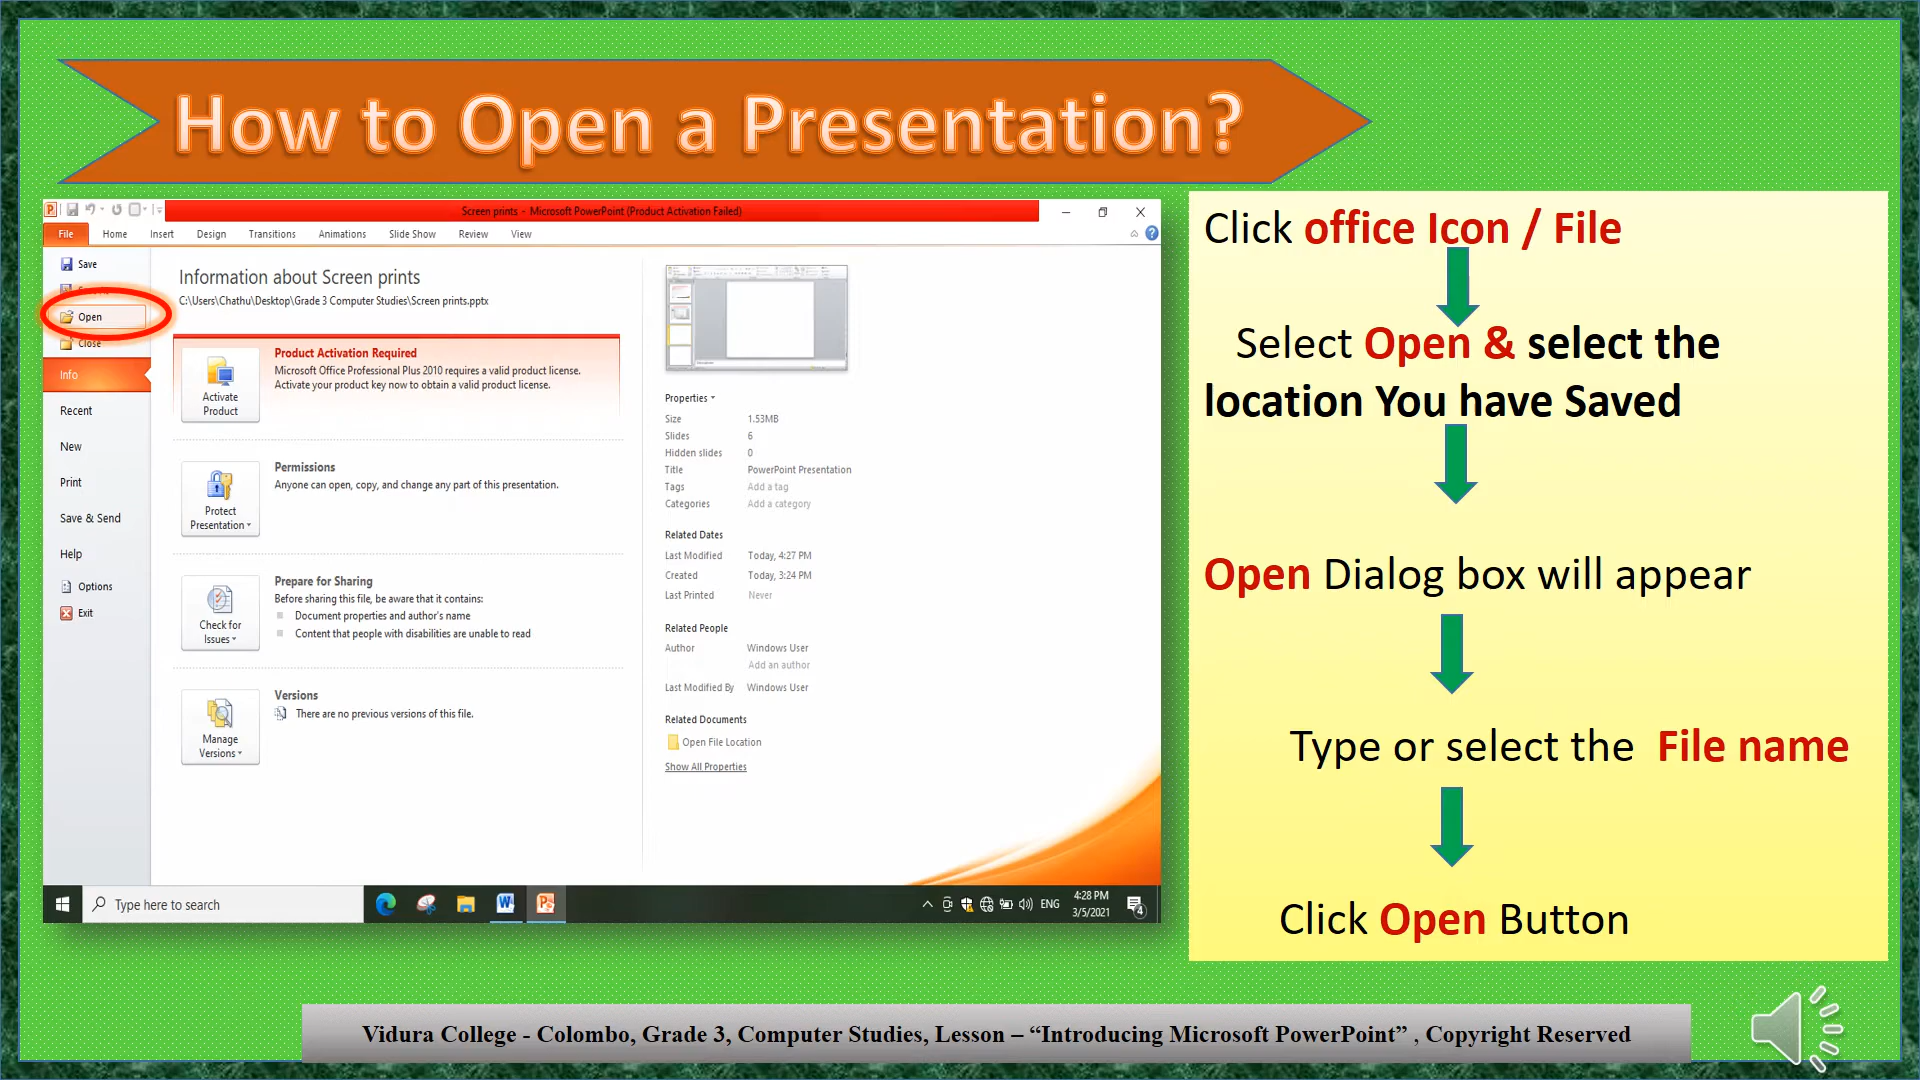 How to Open a Presentation?
Screen prints - Microsoft PowerPoint (Product Activation Failed)
File Home Insert Design Transitions Animations Slide Show Review View
Save
Open
Close
Info
Recent
New
Print
Save & Send
Help
Options
Exit
Information about Screen prints
C:\Users\Chathu\Desktop\Grade 3 Computer Studies\Screen prints.pptx
Activate
Product
Product Activation Required
Microsoft Office Professional Plus 2010 requires a valid product license.
Activate your product key now to obtain a valid product license.
Protect
Presentation
Permissions
Anyone can open, copy, and change any part of this presentation.
Check for
Issues
Prepare for Sharing
Before sharing this file, be aware that it contains:
Document properties and author's name
Content that people with disabilities are unable to read
Manage
Versions
Versions
There are no previous versions of this file.
Properties
Size 1.53MB
Slides 6
Hidden slides 0
Title PowerPoint Presentation
Tags Add a tag
Categories Add a category
Related Dates
Last Modified Today, 4:27 PM
Created Today, 3:24 PM
Last Printed Never
Related People
Author Windows User
Add an author
Last Modified By Windows User
Related Documents
Open File Location
Show All Properties
Type here to search
ENG
4:28 PM
3/5/2021
4
Click office Icon / File
Select Open & select the
location You have Saved
Open Dialog box will appear
Type or select the File name
Click Open Button
Vidura College - Colombo, Grade 3, Computer Studies, Lesson – “Introducing Microsoft PowerPoint” , Copyright Reserved